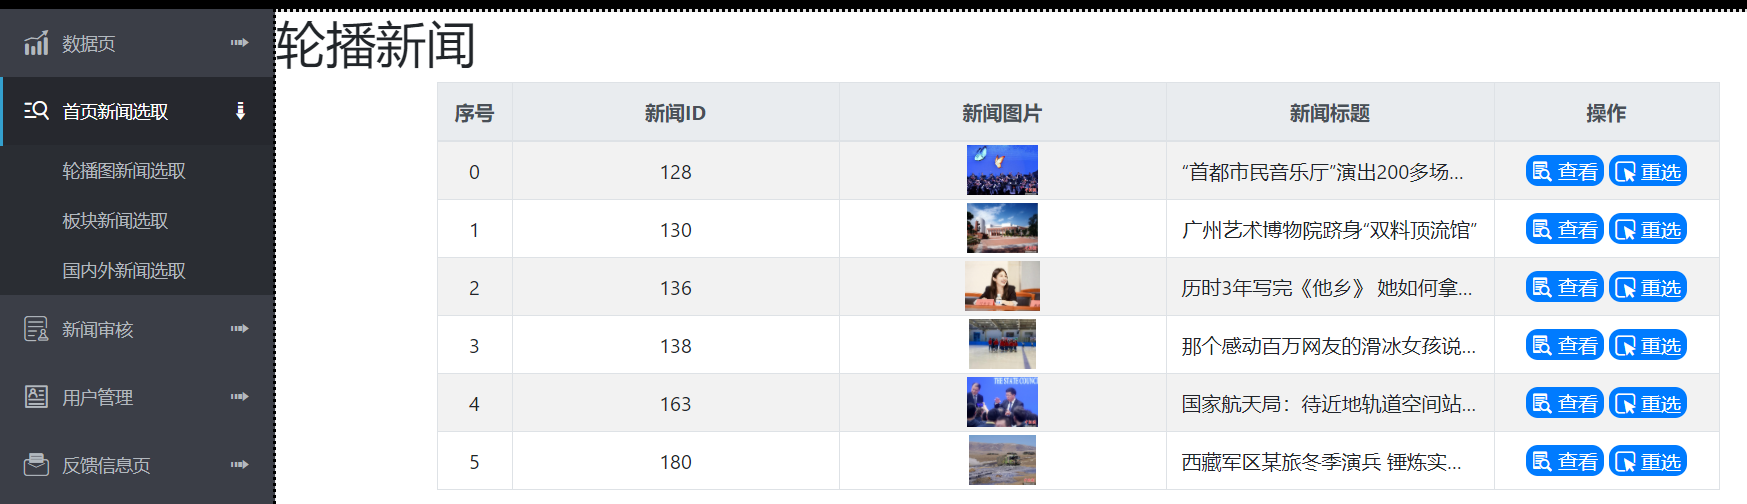 数据页
首页新闻选取
轮播图新闻选取
板块新闻选取
国内外新闻选取
新闻审核
用户管理
反馈信息页
轮播新闻
序号 新闻ID 新闻图片 新闻标题 操作
0 128 “首都市民音乐厅”演出200多场... 查看 重选
1 130 广州艺术博物院跻身“双料顶流馆” 查看 重选
2 136 历时3年写完《他乡》 她如何拿... 查看 重选
3 138 那个感动百万网友的滑冰女孩说... 查看 重选
THE STATE COUNC
4 163 国家航天局：待近地轨道空间站... 查看 重选
5 180 西藏军区某旅冬季演兵 锤炼实... 查看 重选